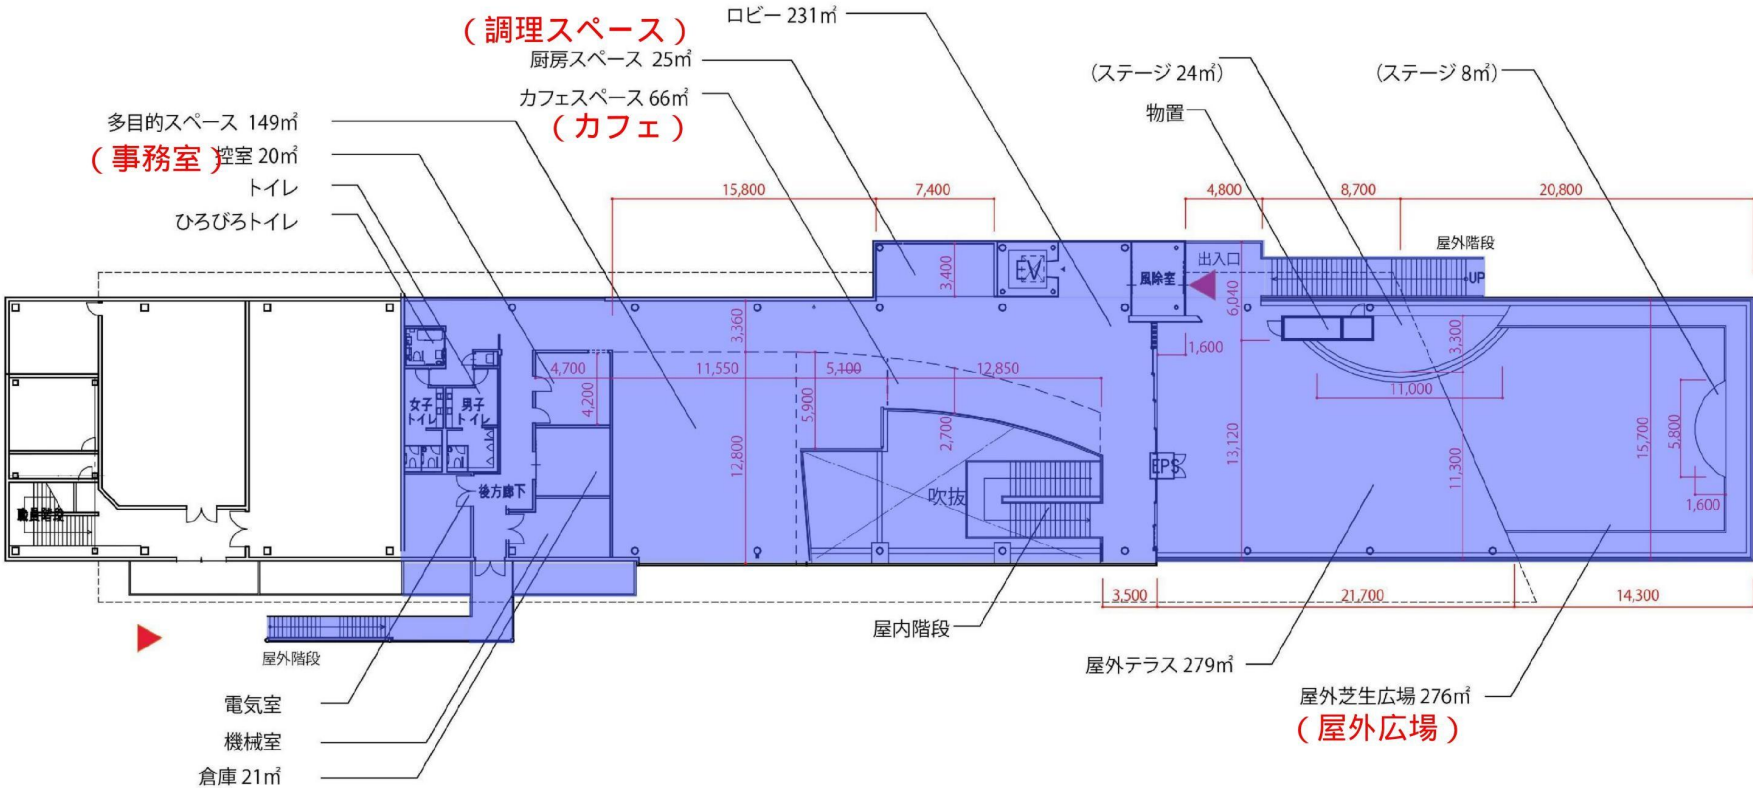 ロビー 231㎡
（調理スペース）
厨房スペース 25㎡
(ステージ 24㎡)
(ステージ 8㎡)
カフェスペース 66㎡
（カフェ）
物置
多目的スペース 149㎡
（事務室）
控室 20㎡
トイレ
ひろびろトイレ
15,800
7,400
4,800
8,700
20,800
屋外階段
出入口
3,400
EV
風除室
UP
6,040
3,360
1,600
3,300
4,700
11,550
5,100
12,850
11,000
4,200
5,900
2,700
女子
トイレ
男子
トイレ
12,800
13,120
11,300
15,700
5,800
EPS
後方廊下
吹抜
1,600
職員階段
3,500
21,700
14,300
屋内階段
屋外階段
屋外テラス 279㎡
電気室
屋外芝生広場 276㎡
（屋外広場）
機械室
倉庫 21㎡